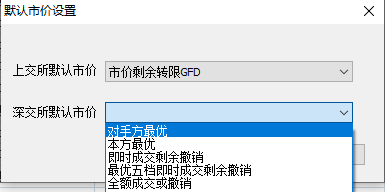 默认市价设置
上交所默认市价 市价剩余转限GFD
深交所默认市价
对手方最优
本方最优
即时成交剩余撤销
最优五档即时成交剩余撤销
全额成交或撤销